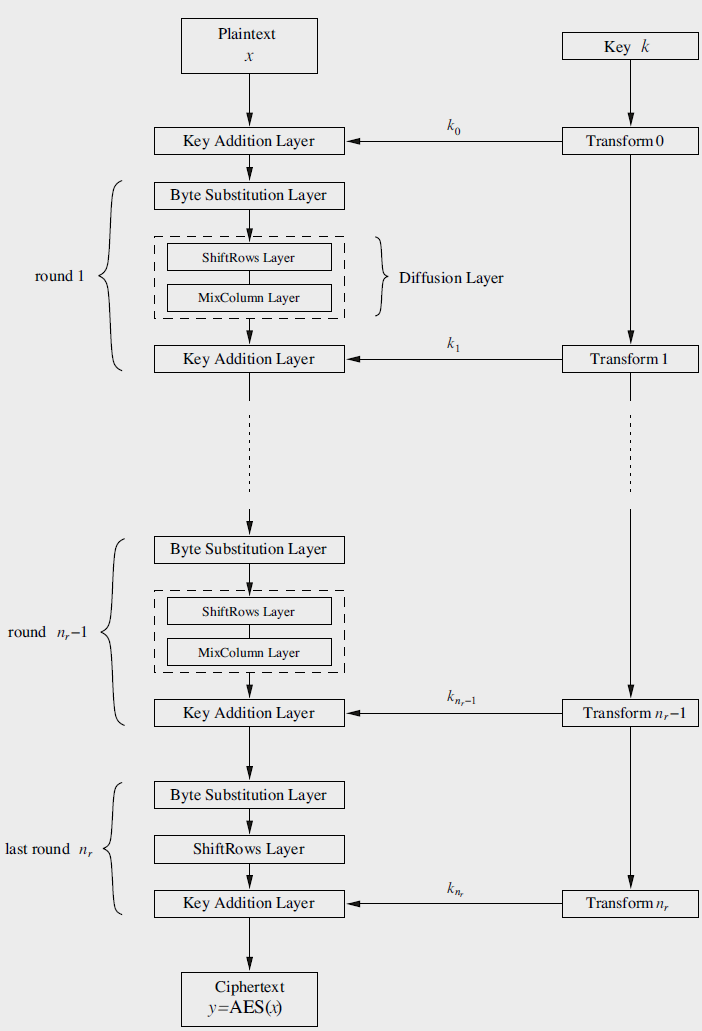 Plaintext
x
Key k
Key Addition Layer
k0
Transform 0
Byte Substitution Layer
ShiftRows Layer
round 1
Diffusion Layer
MixColumn Layer
Key Addition Layer
k1
Transform 1
Byte Substitution Layer
ShiftRows Layer
round nr−1
MixColumn Layer
Key Addition Layer
knr−1
Transform nr−1
Byte Substitution Layer
last round nr
ShiftRows Layer
Key Addition Layer
knr
Transform nr
Ciphertext
y=AES(x)